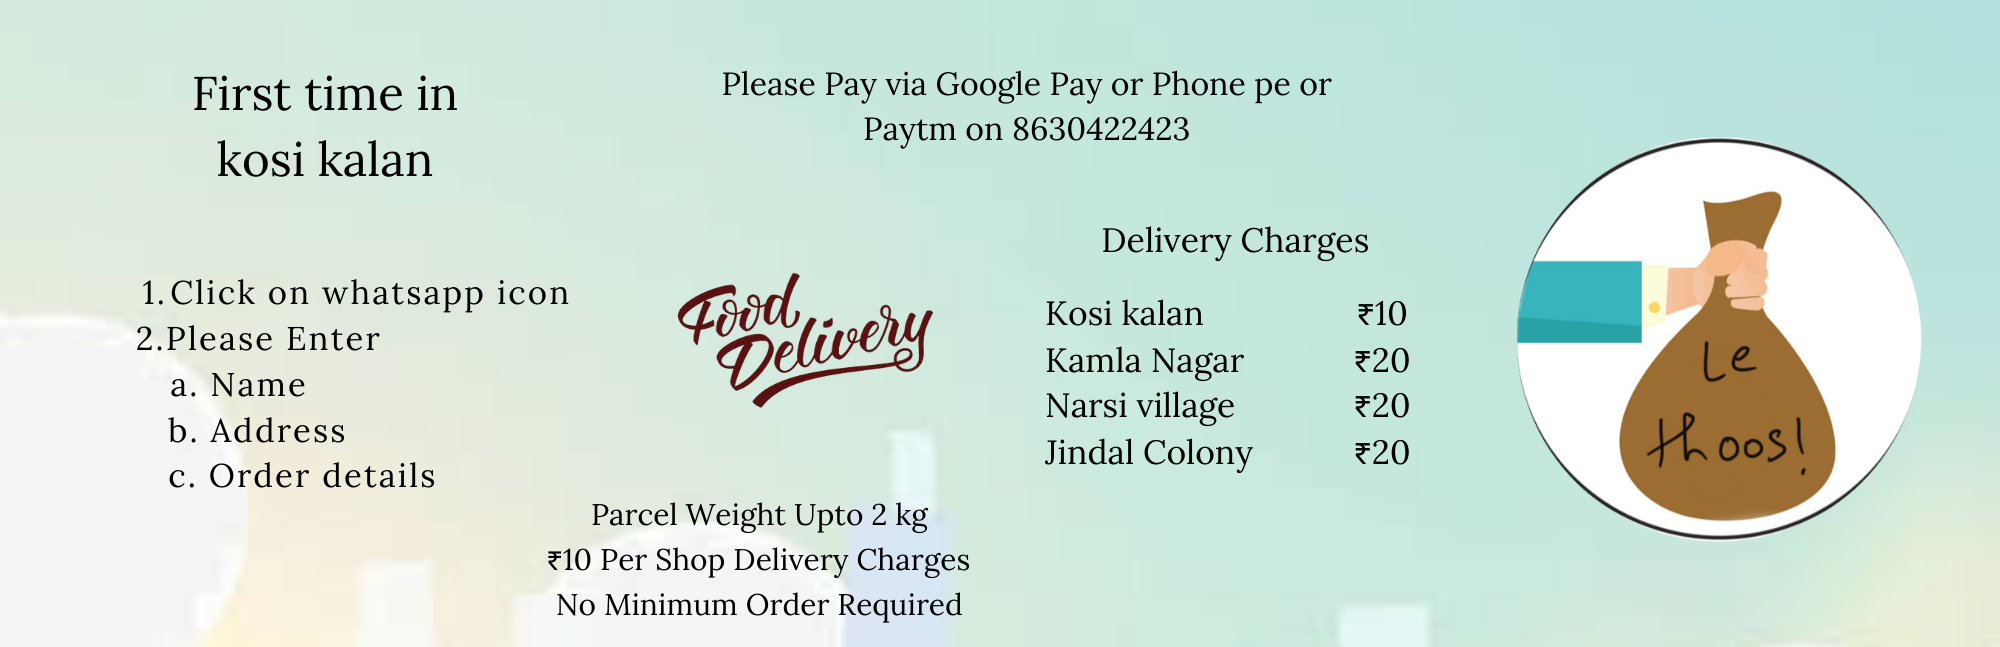 First time in
kosi kalan
1.Click on whatsapp icon
2.Please Enter
a. Name
b. Address
c. Order details
Please Pay via Google Pay or Phone pe or
Paytm on 8630422423
Food
Delivery
Parcel Weight Upto 2 kg
₹10 Per Shop Delivery Charges
No Minimum Order Required
Delivery Charges
Kosi kalan ₹10
Kamla Nagar ₹20
Narsi village ₹20
Jindal Colony ₹20
Le
thoos!